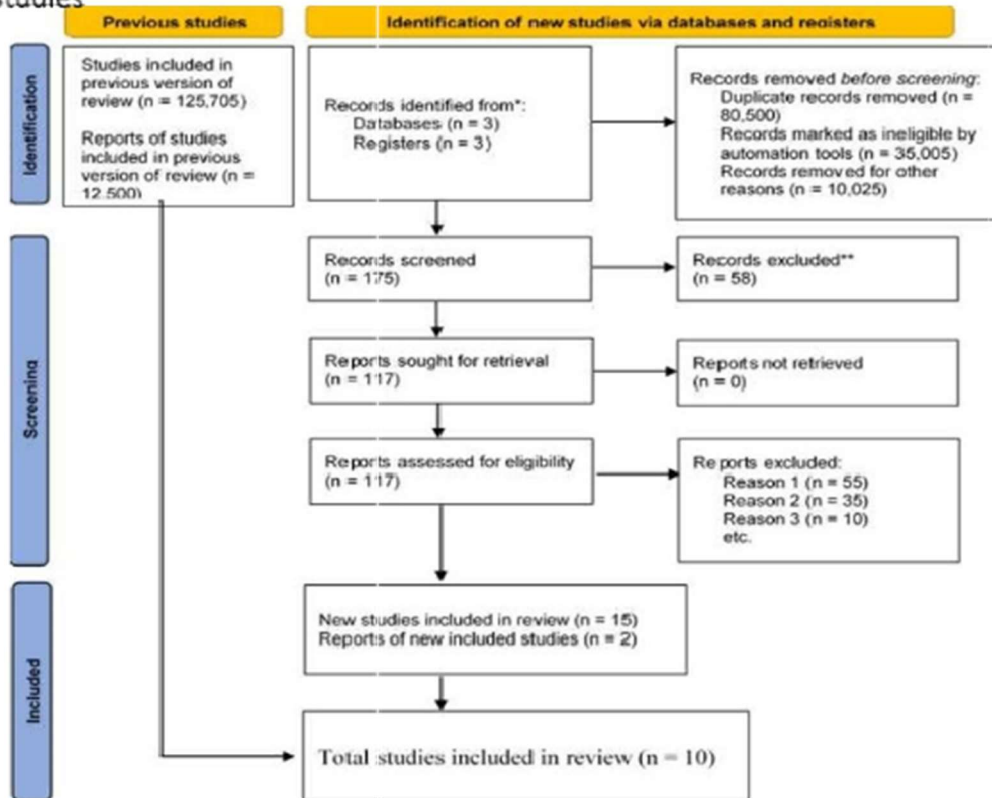 studies
Previous studies
Identification of new studies via databases and registers
Identification
Studies included in
previous version of
review (n = 125,705)
Reports of studies
included in previous
version of review (n =
12,500)
Records identified from*:
Databases (n = 3)
Registers (n = 3)
Records removed before screening:
Duplicate records removed (n =
80,500)
Records marked as ineligible by
automation tools (n = 35,005)
Records removed for other
reasons (n = 10,025)
Screening
Records screened
(n = 175)
Records excluded**
(n = 58)
Reports sought for retrieval
(n = 117)
Reports not retrieved
(n = 0)
Reports assessed for eligibility
(n = 117)
Reports excluded:
Reason 1 (n = 55)
Reason 2 (n = 35)
Reason 3 (n = 10)
etc.
Included
New studies included in review (n = 15)
Reports of new included studies (n = 2)
Total studies included in review (n = 10)